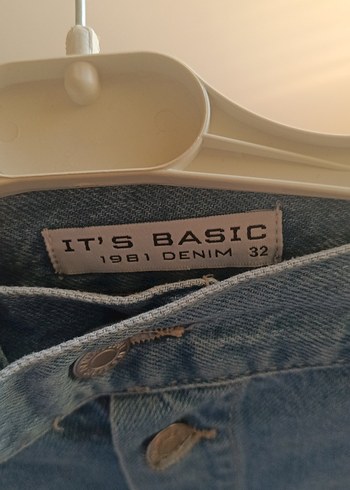 IT'S BASIC
1981 DENIM 32